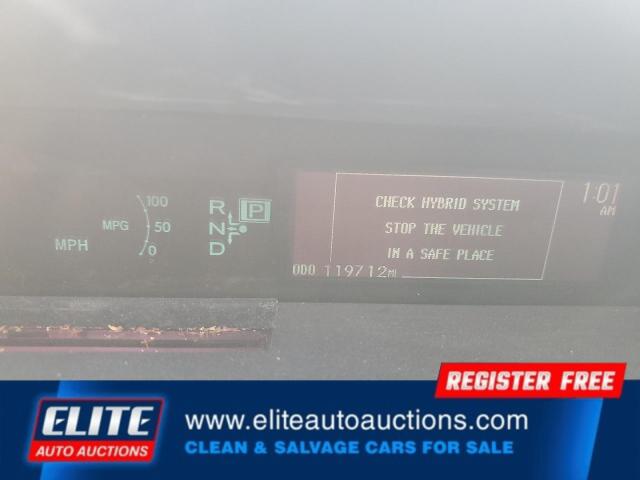 100
MPG 50
0
MPH
R P
N
D
CHECK HYBRID SYSTEM
STOP THE VEHICLE
IN A SAFE PLACE
1:01
AM
ODO 119712MI
REGISTER FREE
ELITE
AUTO AUCTIONS
www.eliteautoauctions.com
CLEAN & SALVAGE CARS FOR SALE